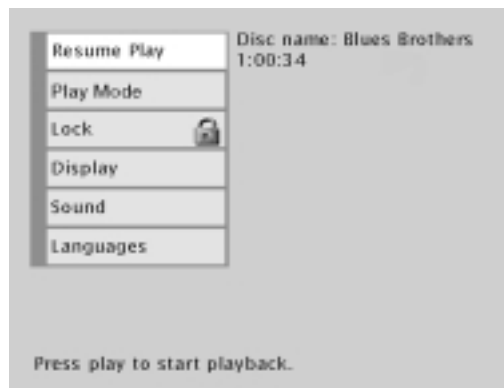 Resume Play
Play Mode
Lock
Display
Sound
Languages
Disc name: Blues Brothers
1:00:34
Press play to start playback.